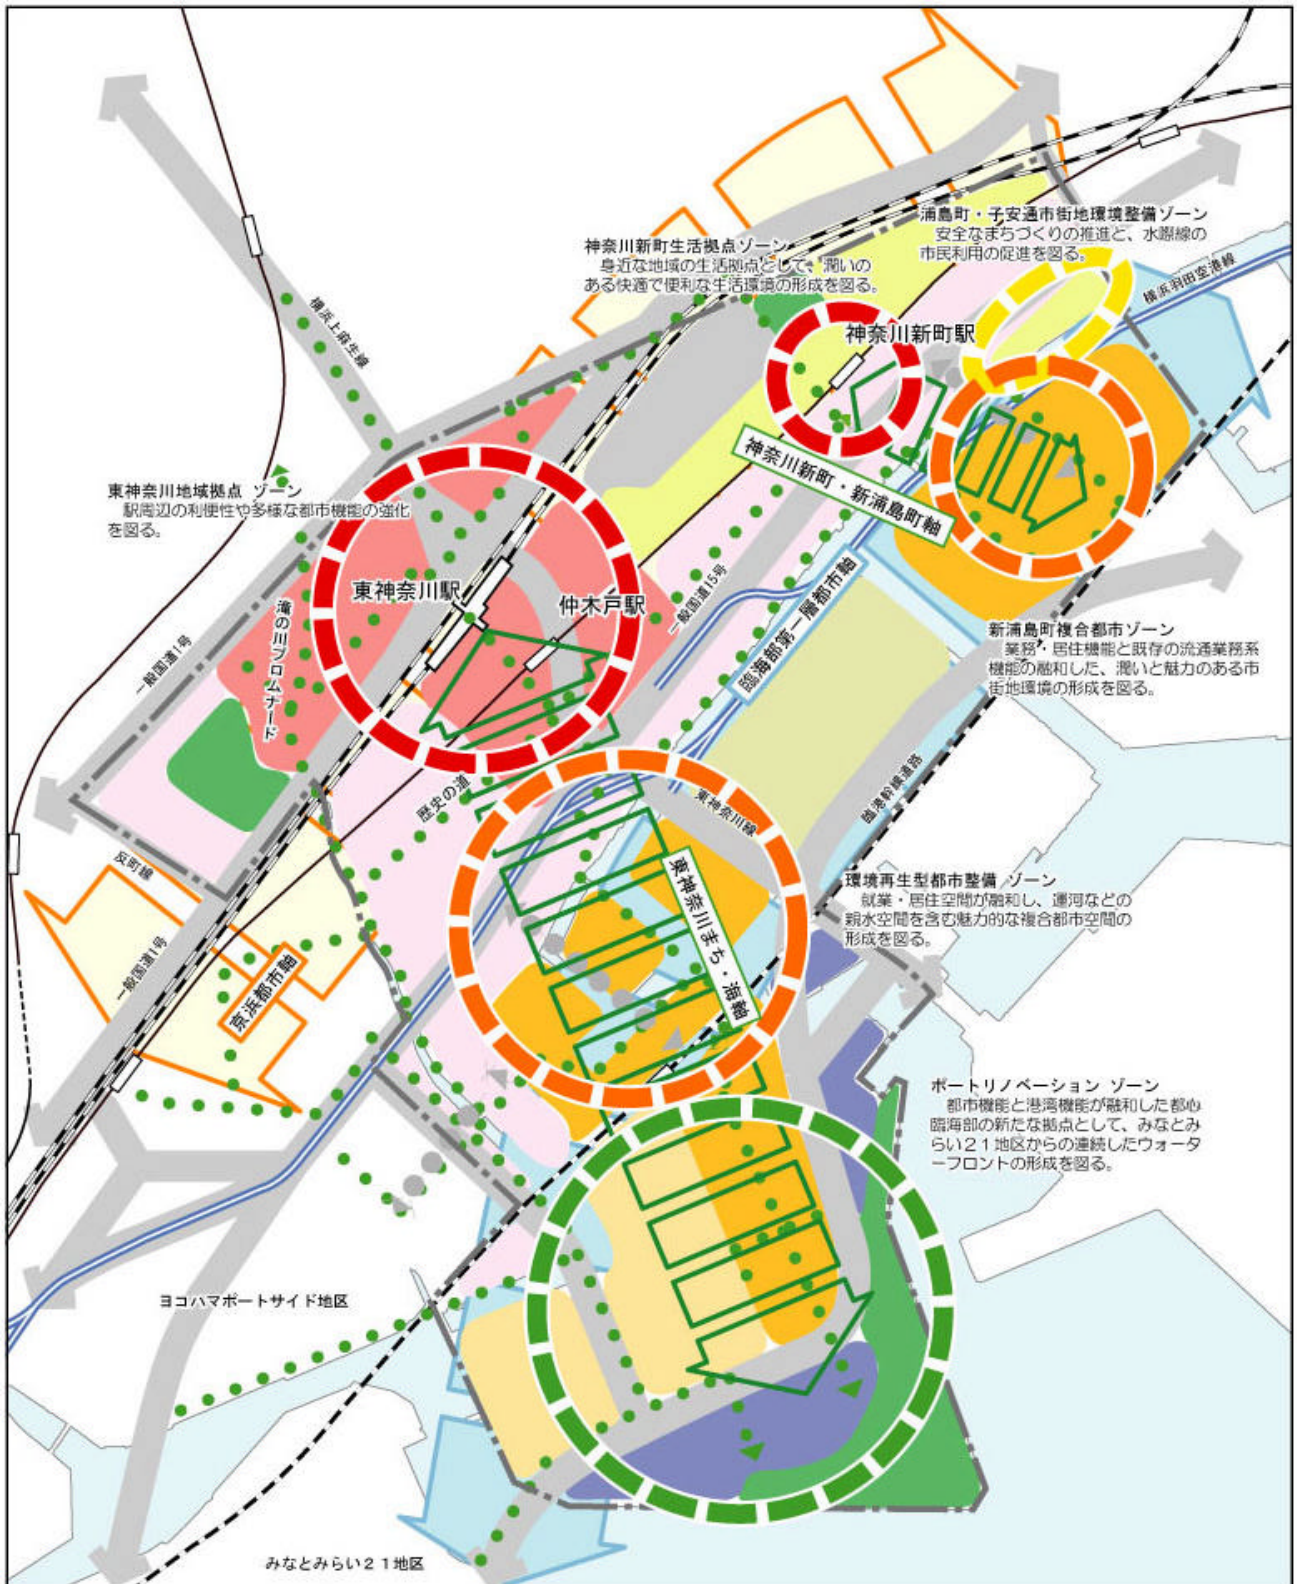 浦島町・子安通市街地環境整備ゾーン
安全なまちづくりの推進と、水際線の
市民利用の促進を図る。
神奈川新町生活拠点ゾーン
身近な地域の生活拠点として、潤いの
ある快適で便利な生活環境の形成を図る。
横浜羽田空港線
横浜上麻生線
神奈川新町駅
神奈川新町・新浦島町軸
東神奈川地域拠点 ゾーン
駅周辺の利便性や多様な都市機能の強化
を図る。
東神奈川駅
仲木戸駅
一般国道15号
臨海部第一層都市軸
滝の川プロムナード
一般国道1号
新浦島町複合都市ゾーン
業務、居住機能と既存の流通業務系
機能の融和した、潤いと魅力のある市
街地環境の形成を図る。
歴史の道
東神奈川線
臨港幹線道路
反町線
東神奈川まち・海軸
環境再生型都市整備 ゾーン
就業・居住空間が融和し、運河などの
親水空間を含む魅力的な複合都市空間の
形成を図る。
一般国道1号
京浜都市軸
ポートリノベーション ゾーン
都市機能と港湾機能が融和した都心
臨海部の新たな拠点として、みなとみ
らい21地区からの連続したウォータ
ーフロントの形成を図る。
ヨコハマポートサイド地区
みなとみらい21地区